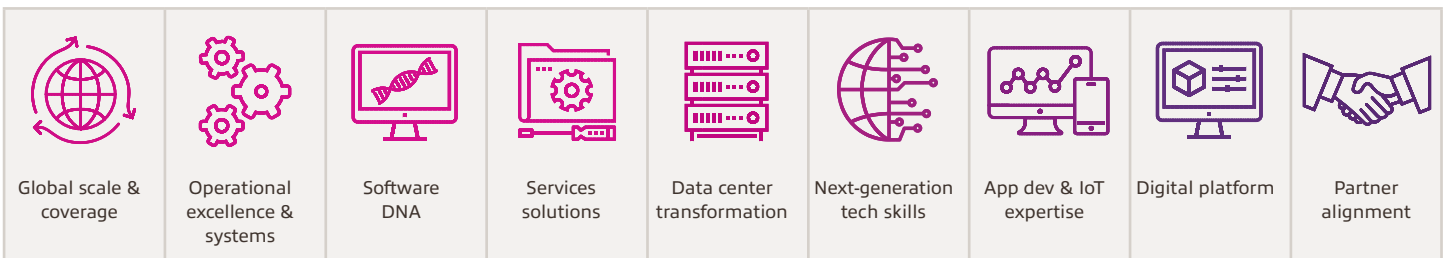 Global scale &
coverage
Operational
excellence &
systems
Software
DNA
Services
solutions
Data center
transformation
Next-generation
tech skills
App dev & IoT
expertise
Digital platform
Partner
alignment